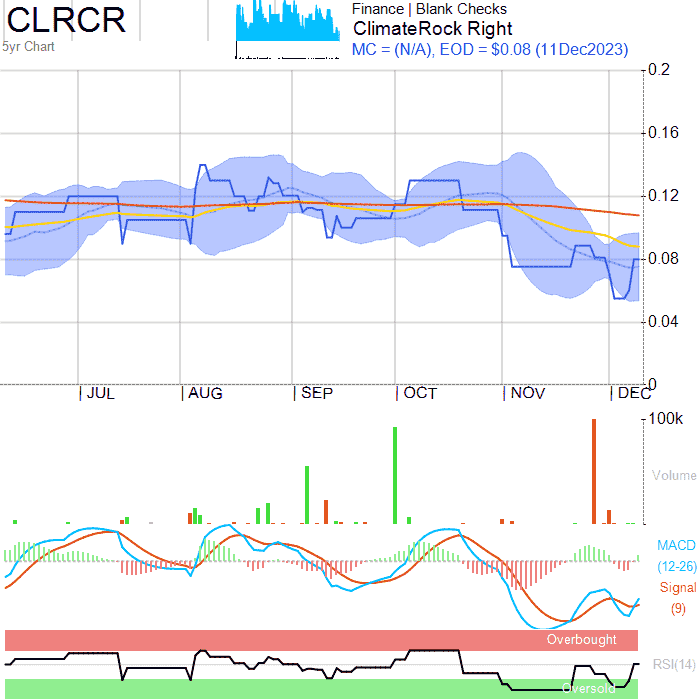 CLRCR
5yr Chart
Finance | Blank Checks
ClimateRock Right
MC = (N/A), EOD = $0.08 (11Dec2023)
0.2
0.16
0.12
0.08
0.04
0
| JUL | AUG | SEP | OCT | NOV | DEC
100k
Volume
MACD
(12-26)
Signal
(9)
Overbought
RSI(14)
Oversold